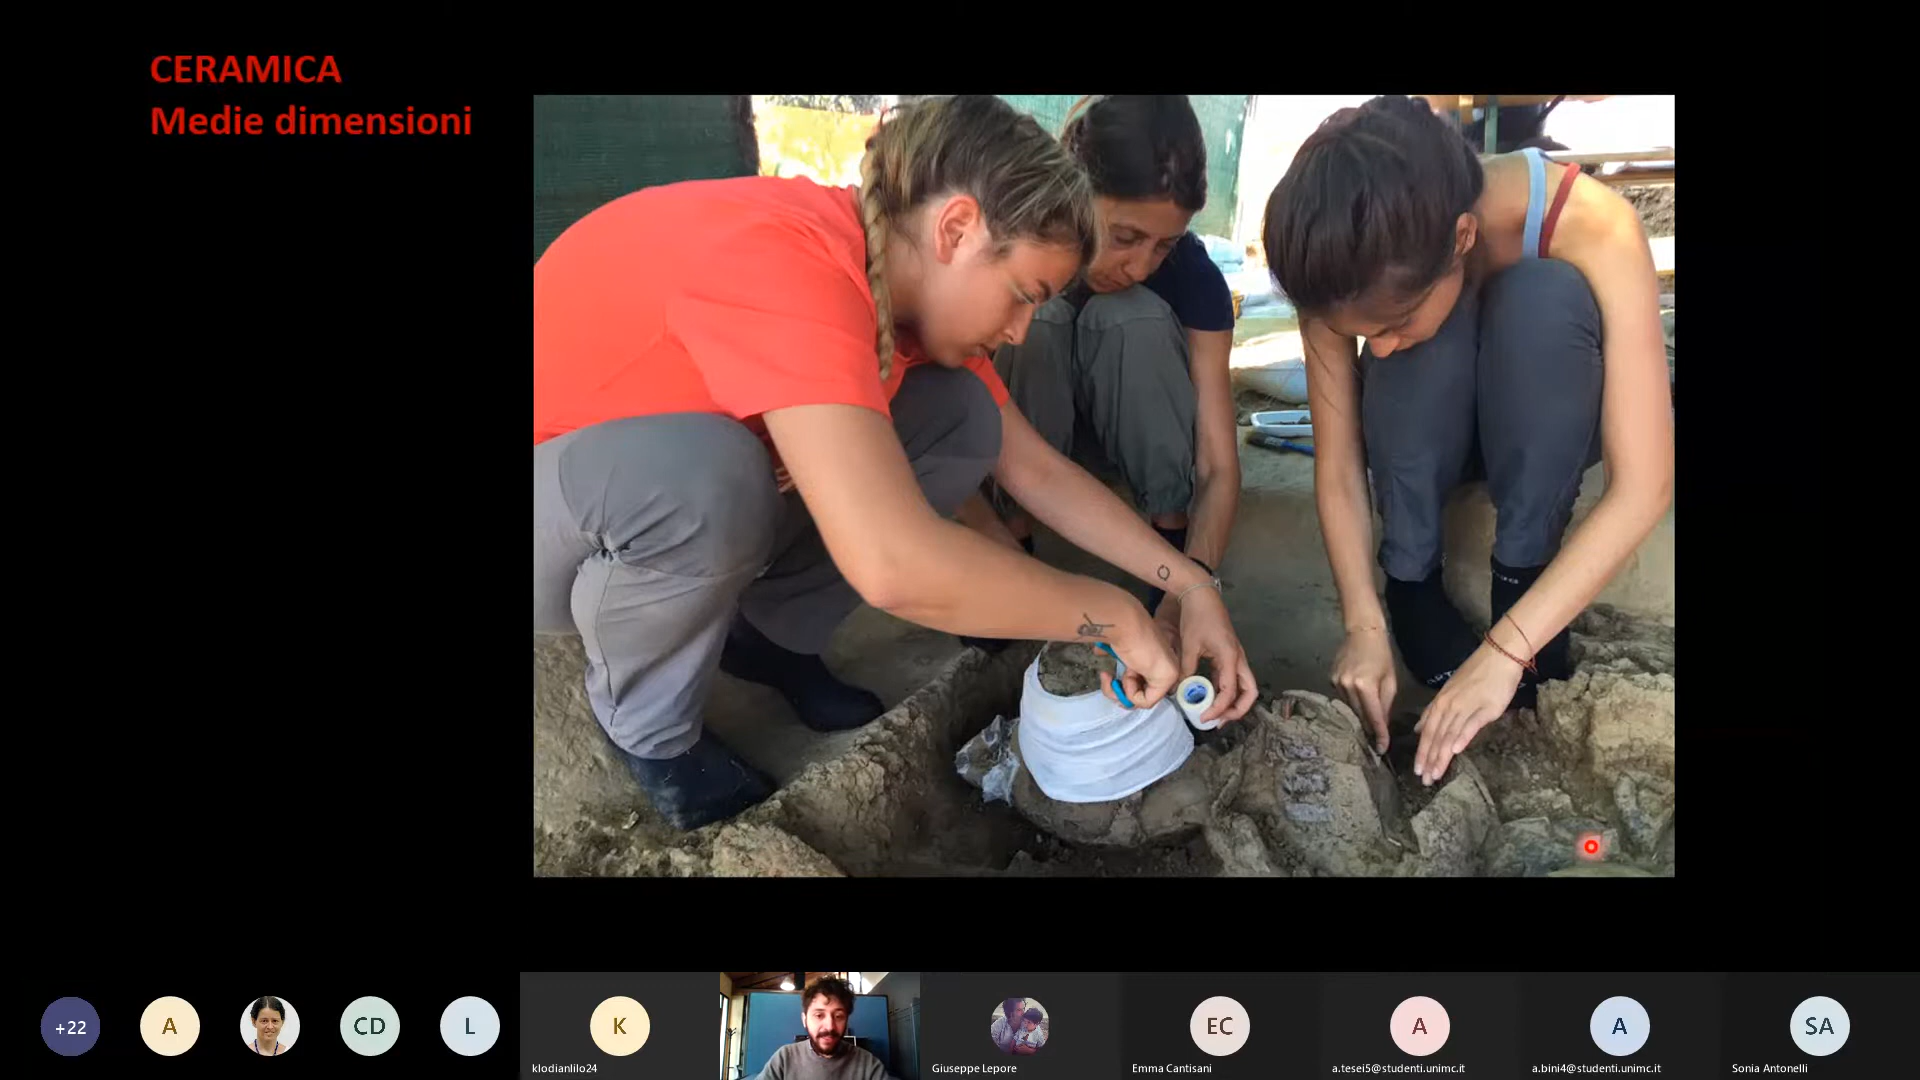 CERAMICA
Medie dimensioni
+22
A
CD
L
K
EC
A
A
SA
klodianlilo24
Giuseppe Lepore
Emma Cantisani
a.tesei5@studenti.unimc.it
a.bini4@studenti.unimc.it
Sonia Antonelli